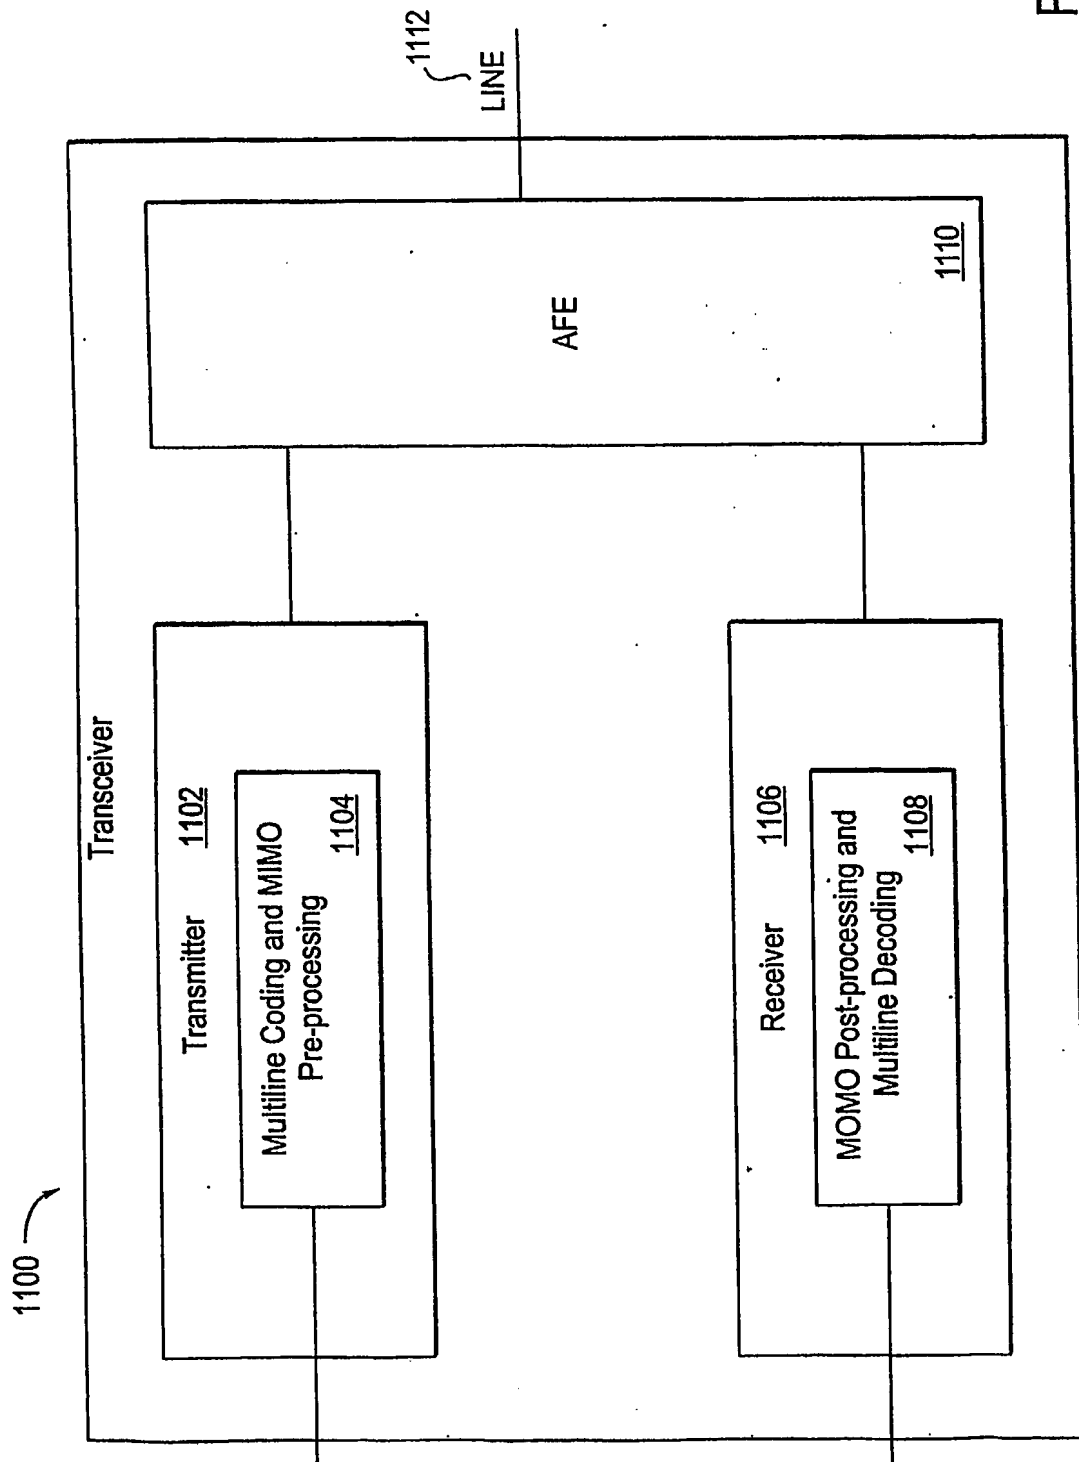 1100
Transceiver
Transmitter
1102
Multiline Coding and MIMO
Pre-processing
1104
Receiver
1106
MOMO Post-processing and
Multiline Decoding
1108
AFE
1110
1112
LINE